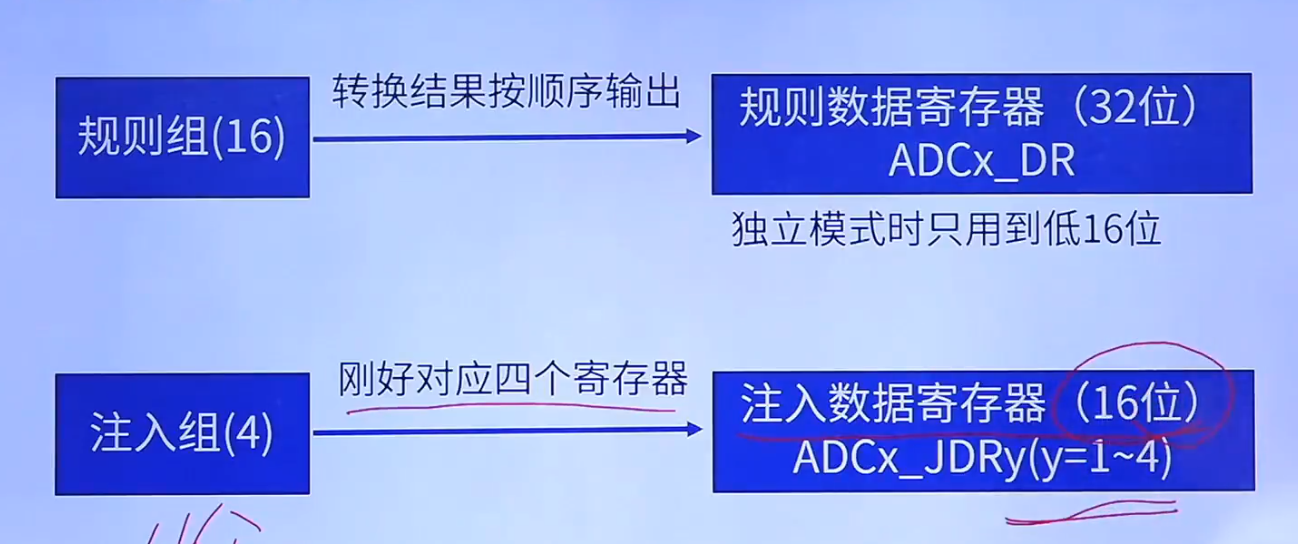 规则组(16)
转换结果按顺序输出
规则数据寄存器（32位）
ADCx_DR
独立模式时只用到低16位
注入组(4)
刚好对应四个寄存器
注入数据寄存器（16位）
ADCx_JDRy(y=1~4)